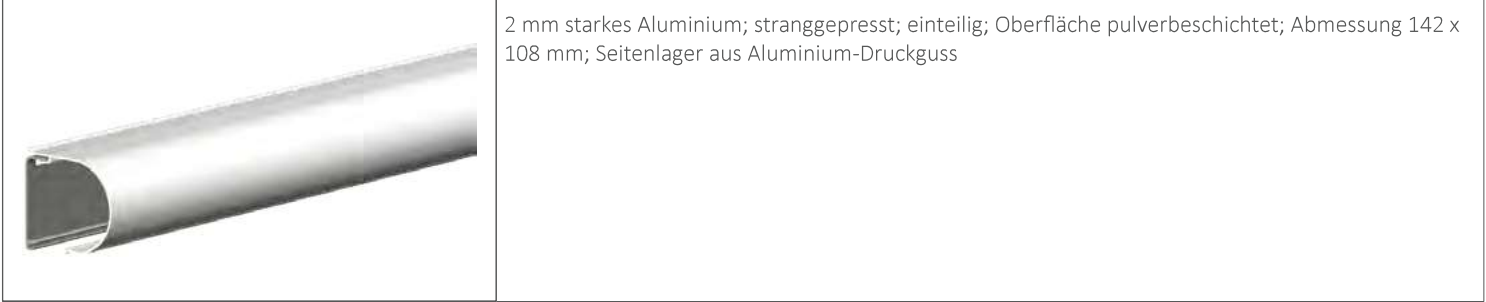 2 mm starkes Aluminium; stranggepresst; einteilig; Oberfläche pulverbeschichtet; Abmessung 142 x
108 mm; Seitenlager aus Aluminium-Druckguss